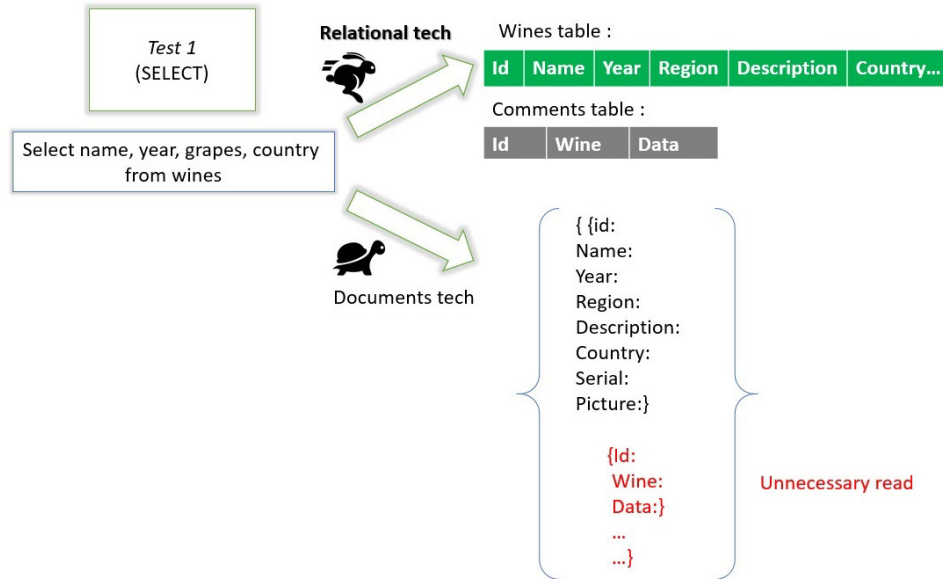 Test 1
(SELECT)
Select name, year, grapes, country
from wines
Relational tech
Wines table :
Id Name Year Region Description Country...
Comments table :
Id Wine Data
Documents tech
{ {id:
Name:
Year:
Region:
Description:
Country:
Serial:
Picture:}
{Id:
Wine:
Data:}
...
...}
Unnecessary read